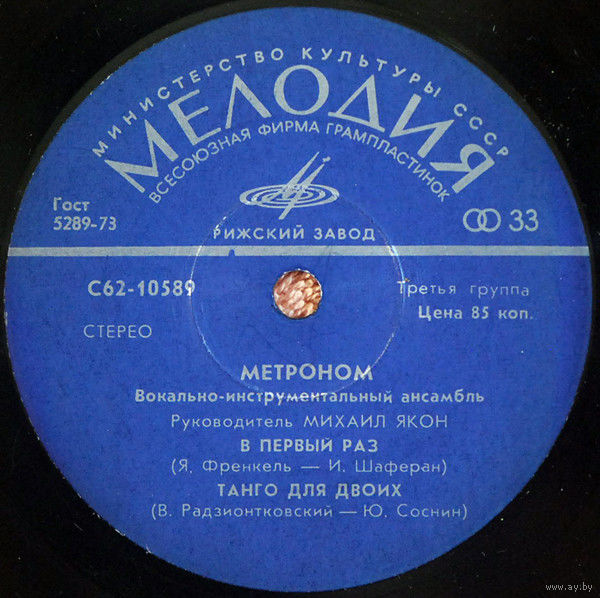 МИНИСТЕРСТВО КУЛЬТУРЫ СССР
МЕЛОДИЯ
ВСЕСОЮЗНАЯ ФИРМА ГРАМПЛАСТИНОК
Гост
5289-73
33
РИЖСКИЙ ЗАВОД
С62-10589
Третья группа
Цена 85 коп.
СТЕРЕО
МЕТРОНОМ
Вокально-инструментальный ансамбль
Руководитель МИХАИЛ ЯКОН
В ПЕРВЫЙ РАЗ
(Я. Френкель — И. Шаферан)
ТАНГО ДЛЯ ДВОИХ
(В. Радзионтковский — Ю. Соснин)
www.ay.by